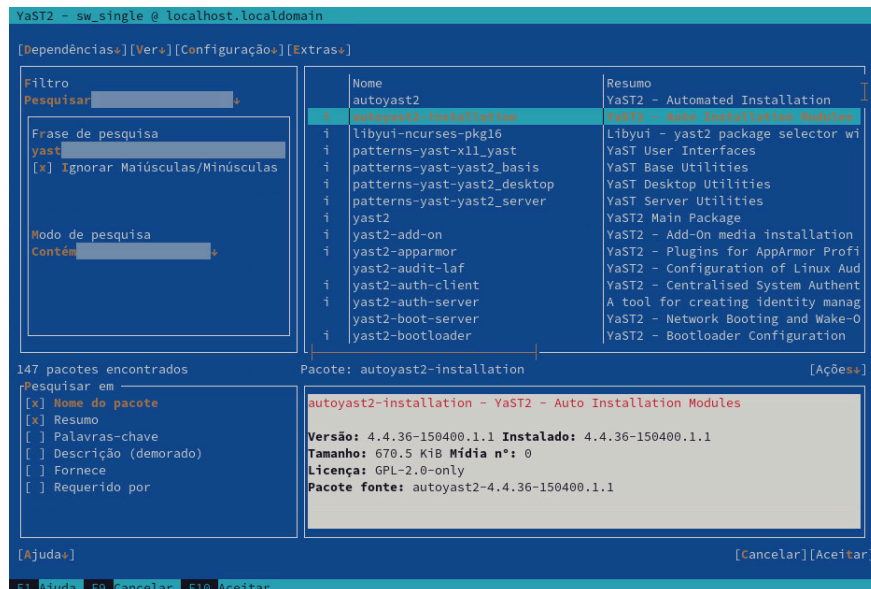 YaST2 - sw_single @ localhost.localdomain
[Dependências↓][Ver↓][Configuração↓][Extras↓]
Filtro
Pesquisar ↓
Frase de pesquisa
yast
[x] Ignorar Maiúsculas/Minúsculas
Modo de pesquisa
Contém ↓
Nome Resumo
autoyast2 YaST2 - Automated Installation
i autoyast2-installation YaST2 - Auto Installation Modules
i libyui-ncurses-pkg16 Libyui - yast2 package selector wi
i patterns-yast-x11_yast YaST User Interfaces
i patterns-yast-yast2_basis YaST Base Utilities
i patterns-yast-yast2_desktop YaST Desktop Utilities
i patterns-yast-yast2_server YaST Server Utilities
i yast2 YaST2 Main Package
i yast2-add-on YaST2 - Add-On media installation
i yast2-apparmor YaST2 - Plugins for AppArmor Profi
yast2-audit-laf YaST2 - Configuration of Linux Aud
i yast2-auth-client YaST2 - Centralised System Authent
i yast2-auth-server A tool for creating identity manag
yast2-boot-server YaST2 - Network Booting and Wake-O
i yast2-bootloader YaST2 - Bootloader Configuration
147 pacotes encontrados
Pacote: autoyast2-installation [Ações↓]
Pesquisar em
[x] Nome do pacote
[x] Resumo
[ ] Palavras-chave
[ ] Descrição (demorado)
[ ] Fornece
[ ] Requerido por
autoyast2-installation - YaST2 - Auto Installation Modules
Versão: 4.4.36-150400.1.1 Instalado: 4.4.36-150400.1.1
Tamanho: 670.5 KiB Mídia nº: 0
Licença: GPL-2.0-only
Pacote fonte: autoyast2-4.4.36-150400.1.1
[Ajuda↓] [Cancelar][Aceitar]
F1 Ajuda F9 Cancelar F10 Aceitar